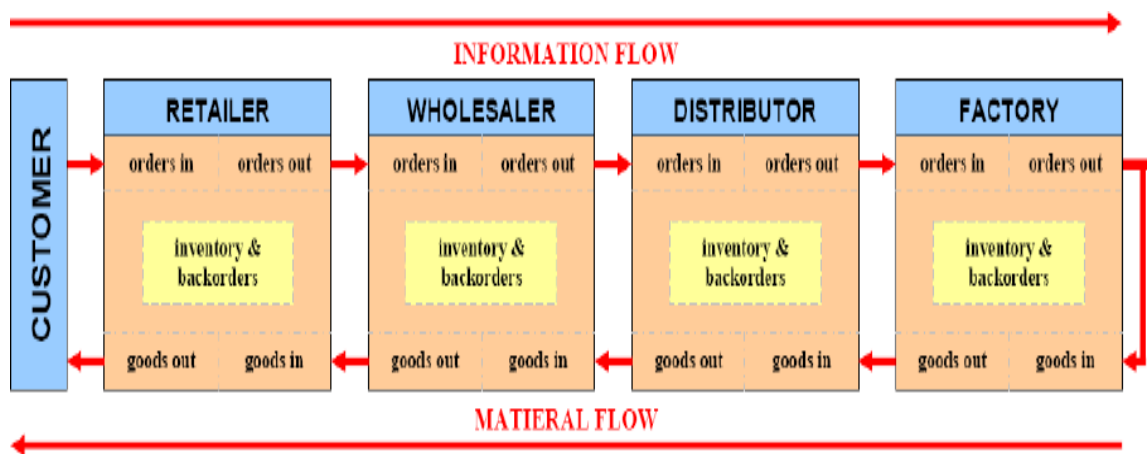 INFORMATION FLOW
CUSTOMER
RETAILER
WHOLESALER
DISTRIBUTOR
FACTORY
orders in
orders out
orders in
orders out
orders in
orders out
orders in
orders out
inventory &
backorders
inventory &
backorders
inventory &
backorders
inventory &
backorders
goods out
goods in
goods out
goods in
goods out
goods in
goods out
goods in
MATIERAL FLOW